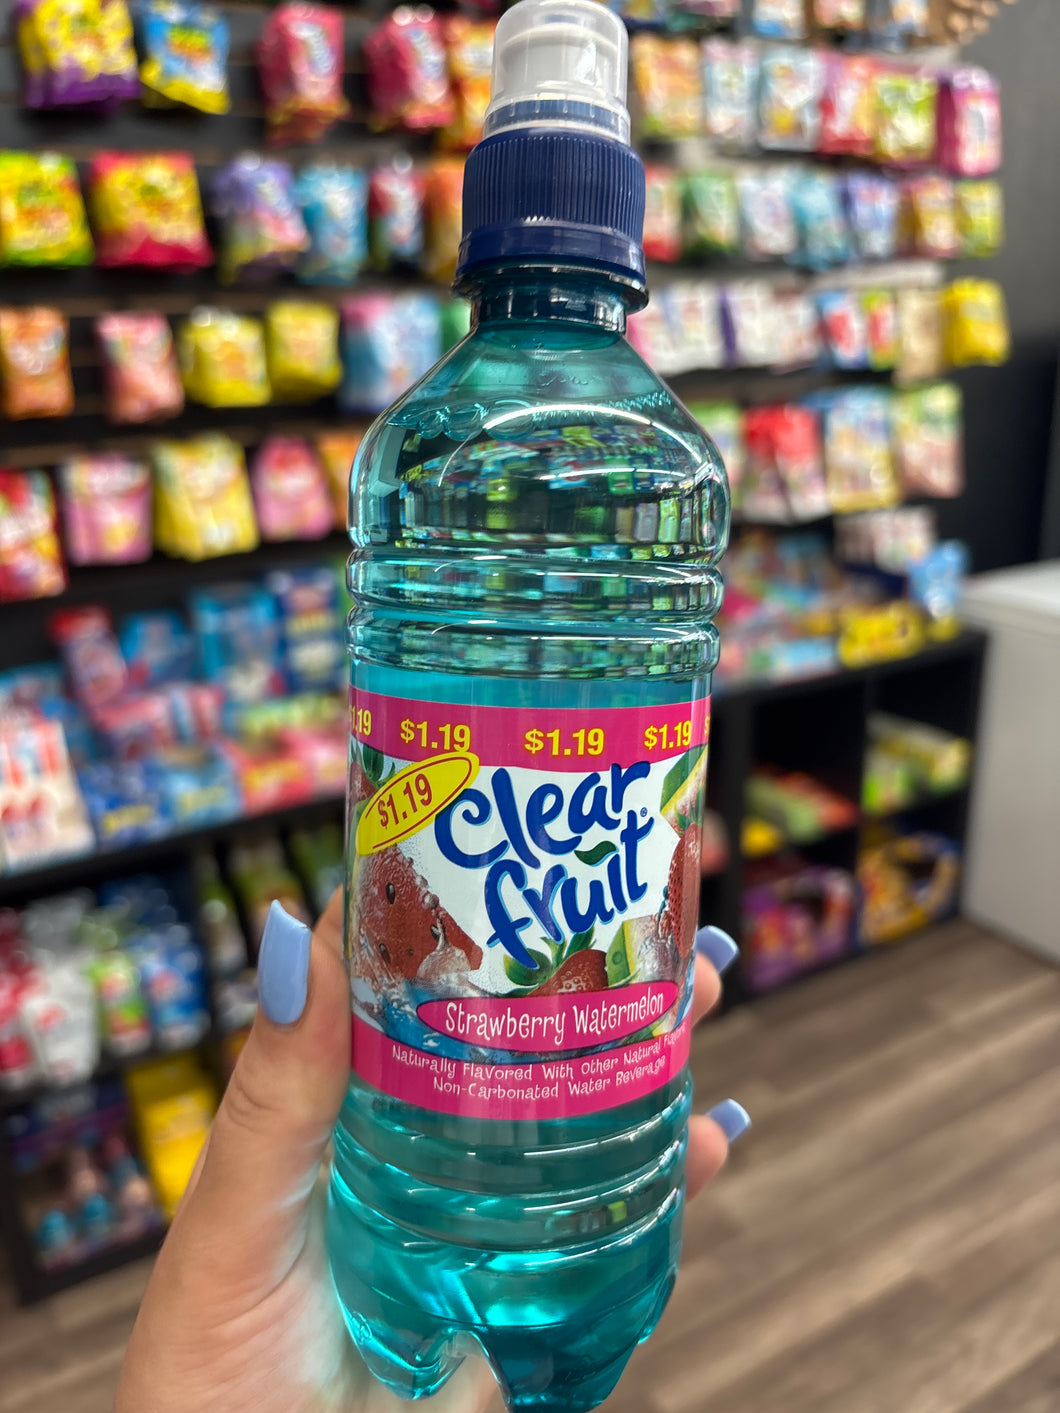 $1.19 $1.19 $1.19
$1.19
clear
fruit®
Strawberry Watermelon
Naturally Flavored With Other Natural
Non-Carbonated Water Beverage